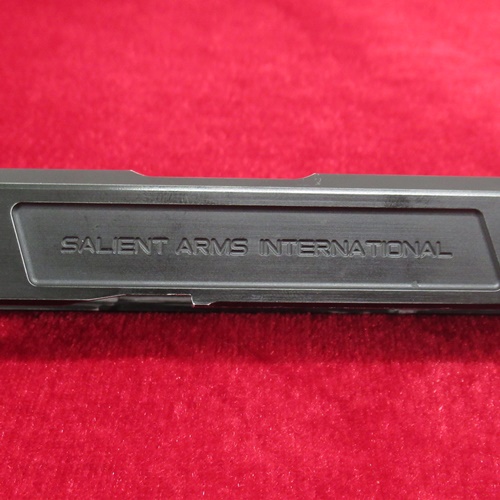 SALIENT ARMS INTERNATIONAL